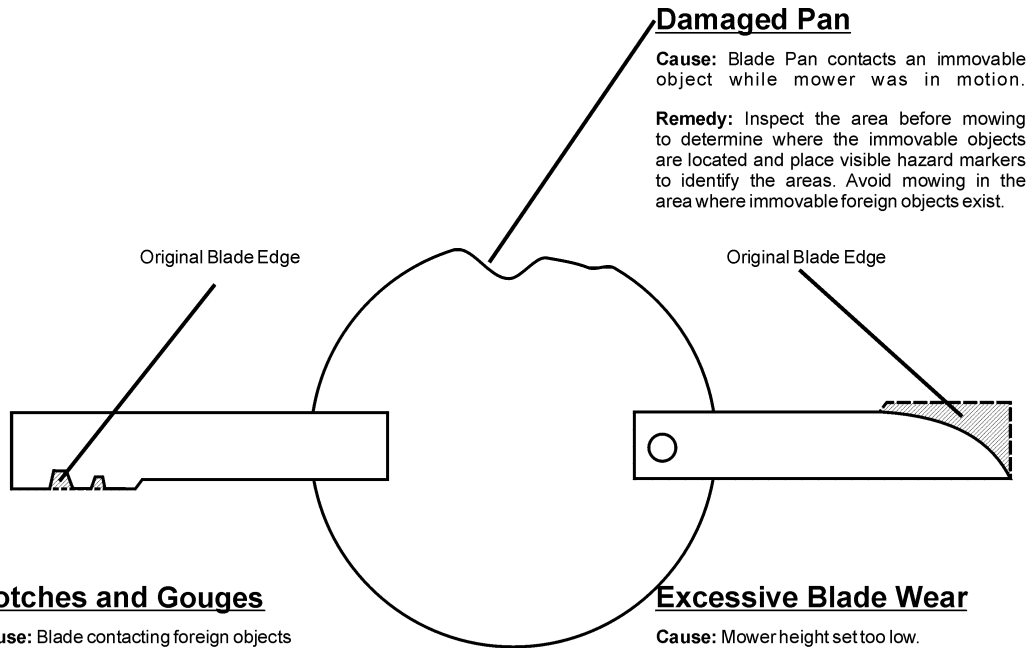 Damaged Pan
Cause: Blade Pan contacts an immovable
object while mower was in motion.
Remedy: Inspect the area before mowing
to determine where the immovable objects
are located and place visible hazard markers
to identify the areas. Avoid mowing in the
area where immovable foreign objects exist.
Original Blade Edge
Original Blade Edge
otches and Gouges
use: Blade contacting foreign objects
Excessive Blade Wear
Cause: Mower height set too low.